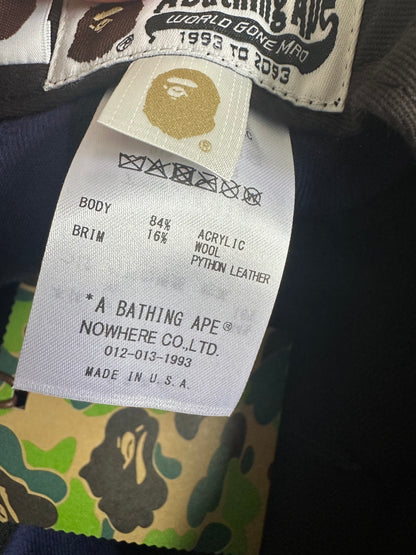 A Bathing Ape
®
WORLD GONE MAD
1993 TO 2093
®
BODY 84% ACRYLIC
16% WOOL
BRIM PYTHON LEATHER
*A BATHING APE®
NOWHERE CO., LTD.
012-013-1993
MADE IN U.S.A.